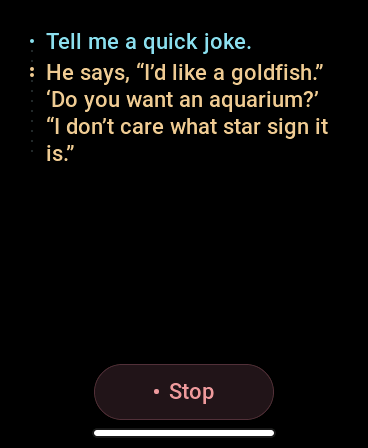 Tell me a quick joke.
He says, “I’d like a goldfish.”
‘Do you want an aquarium?’
“I don’t care what star sign it
is.”
Stop